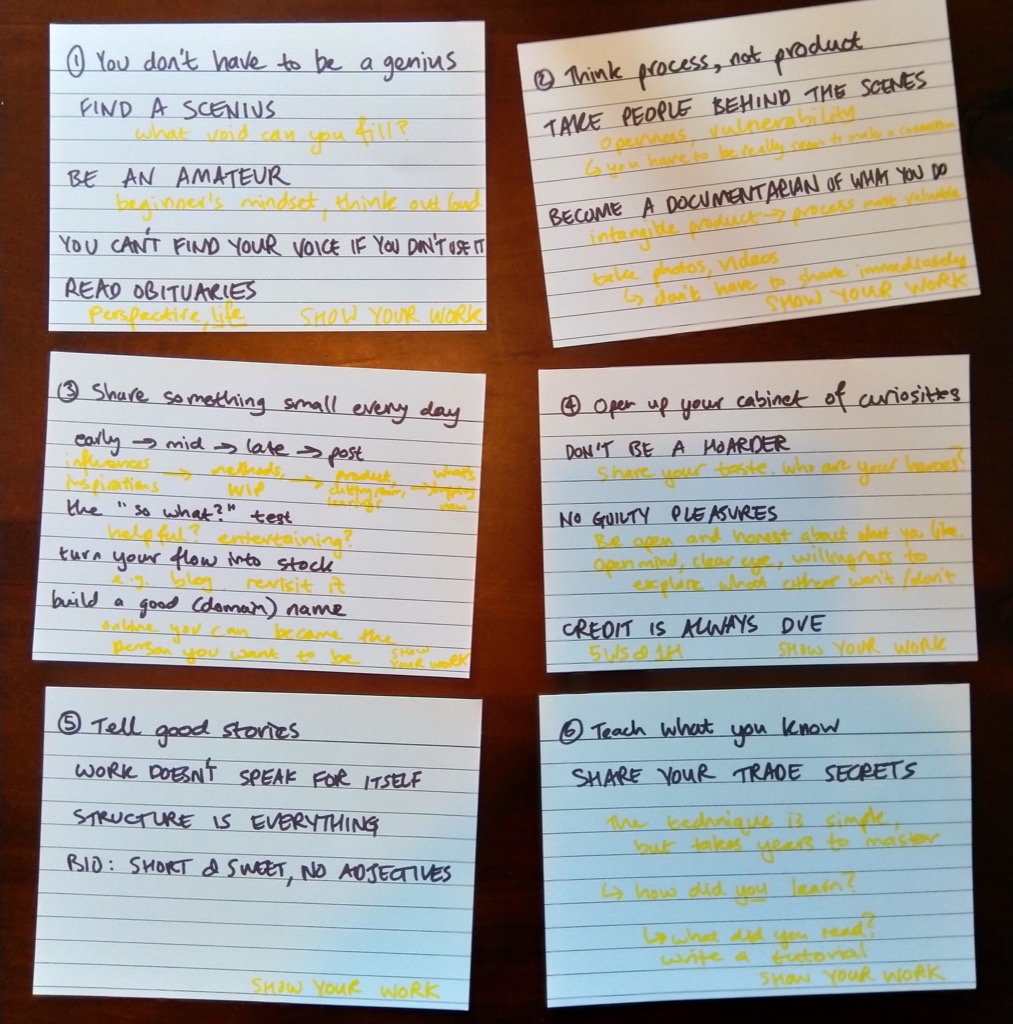 ① You don't have to be a genius
FIND A SCENIUS
what void can you fill?
BE AN AMATEUR
beginner's mindset, think out loud
YOU CAN'T FIND YOUR VOICE IF YOU DON'T USE IT
READ OBITUARIES
perspective, life SHOW YOUR WORK
② Think process, not product
TAKE PEOPLE BEHIND THE SCENES
openness, vulnerability
↳ you have to be really seen to make a connection
BECOME A DOCUMENTARIAN OF WHAT YOU DO
intangible product → process most valuable
take photos, videos
↳ don't have to share immediately
SHOW YOUR WORK
③ Share something small every day
early → mid → late → post
influences → methods, → product, → what's
inspirations WIP
the "so what?" test
helpful? entertaining?
turn your flow into stock
e.g. blog revisit it
build a good (domain) name
online you can become the
person you want to be SHOW YOUR WORK
④ Open up your cabinet of curiosities
DON'T BE A HOARDER
Share your taste. Who are your heroes?
NO GUILTY PLEASURES
Be open and honest about what you like.
open mind, clear eye, willingness to
explore what others won't/don't
CREDIT IS ALWAYS DUE
5Ws & 1H SHOW YOUR WORK
⑤ Tell good stories
WORK DOESN'T SPEAK FOR ITSELF
STRUCTURE IS EVERYTHING
BIO: SHORT & SWEET, NO ADJECTIVES
SHOW YOUR WORK
⑥ Teach what you know
SHARE YOUR TRADE SECRETS
The technique is simple,
but takes years to master
↳ how did you learn?
↳ what did you read?
write a tutorial
SHOW YOUR WORK